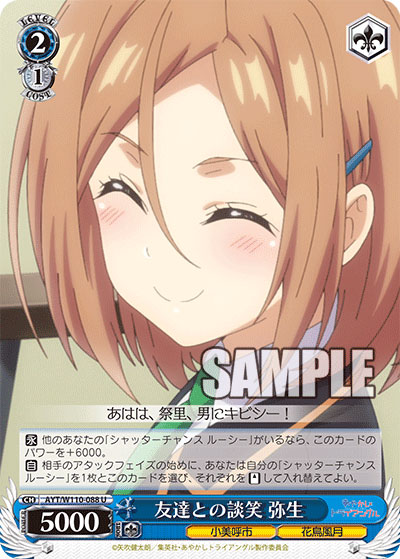 LEVEL
2
1
COST
SAMPLE
あはは、祭里、男にキビシー！
永 他のあなたの「シャッターチャンス ルーシー」がいるなら、このカードの
パワーを+6000。
自 相手のアタックフェイズの始めに、あなたは自分の「シャッターチャンス
ルーシー」を1枚とこのカードを選び、それぞれを【】して入れ替えてよい。
CH AYT/W110-088 U
5000
友達との談笑 弥生
あやかしトライアングル
小美呼市
花鳥風月
©矢吹健太朗／集英社・あやかしトライアングル製作委員会